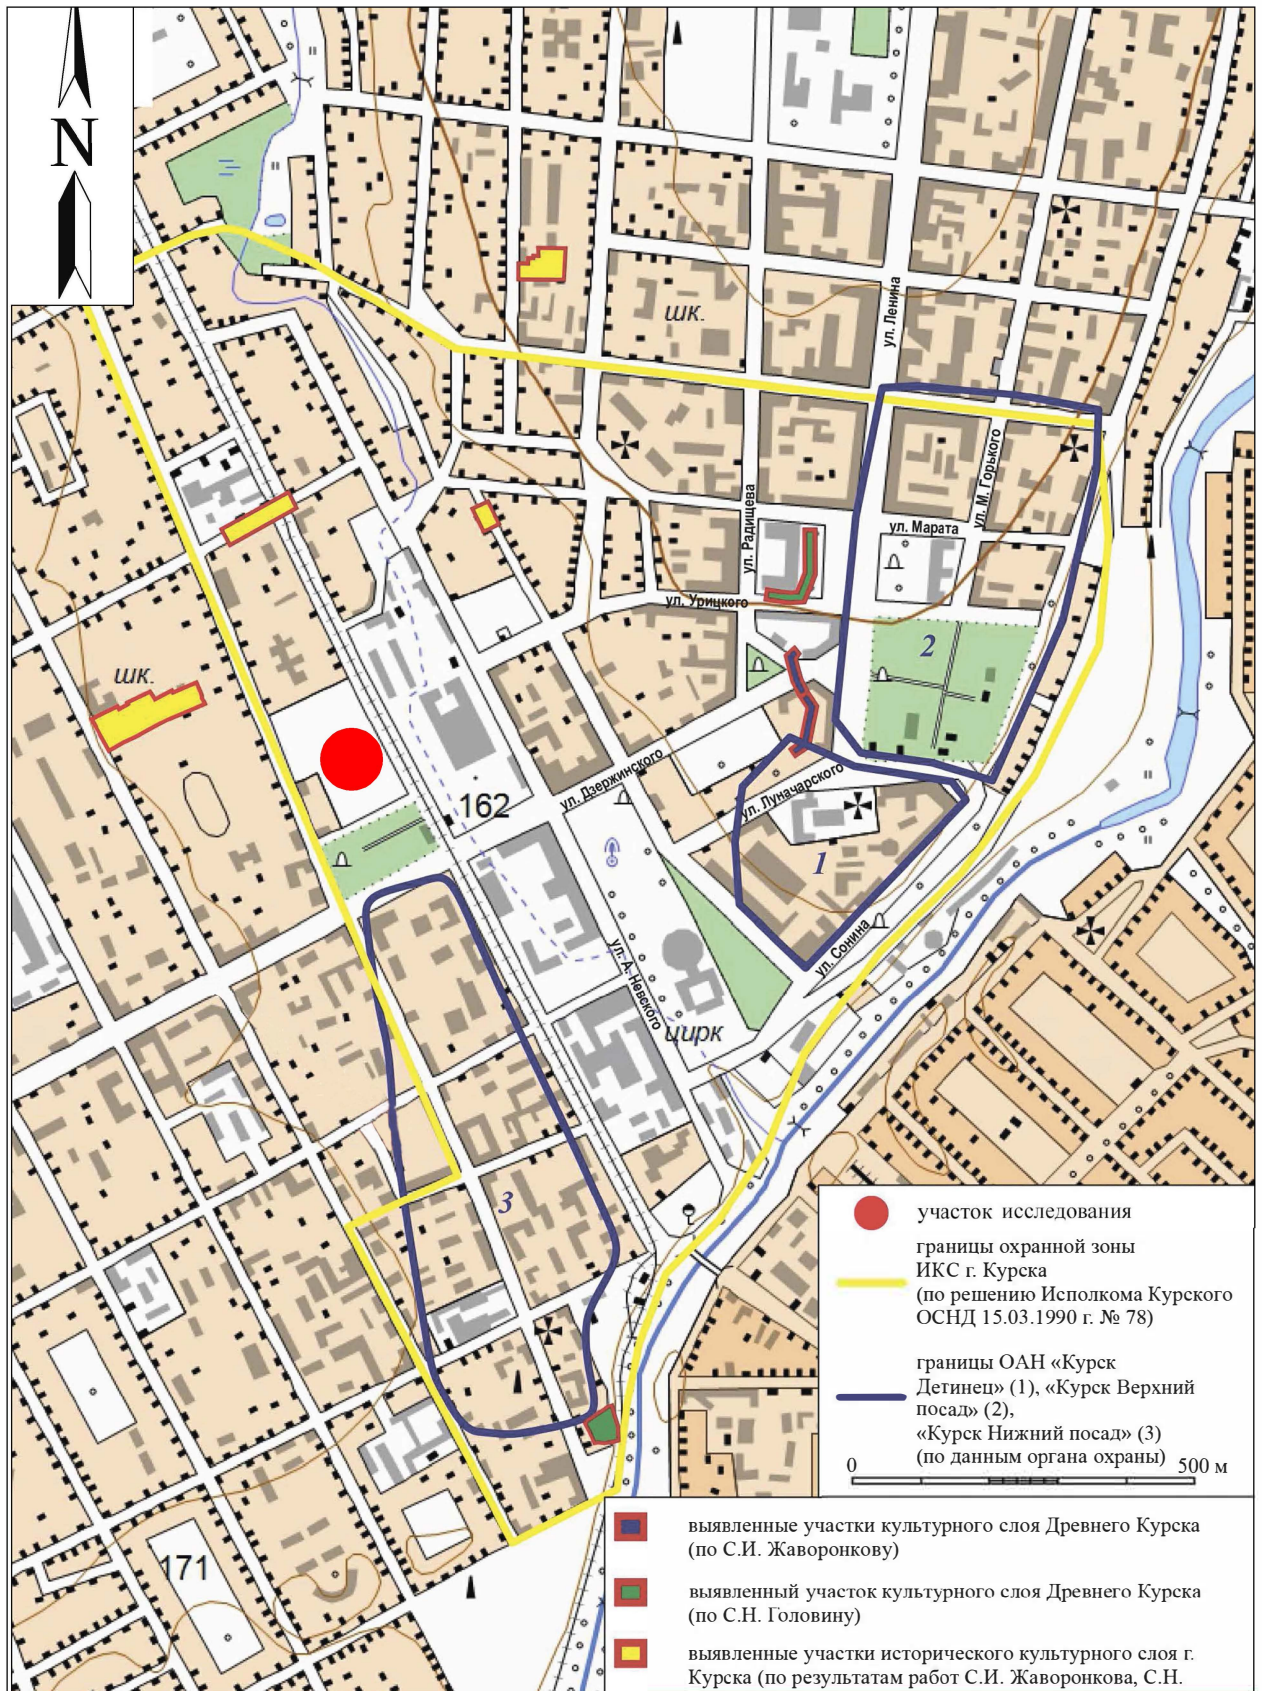 N
шк.
ул. Ленина
ул. М. Горького
ул. Радищева
ул. Марата
ул. Урицкого
2
шк.
162
ул. Дзержинского
ул. Луначарского
1
ул. Сонина
ул. А. Невского
цирк
3
171
участок исследования
границы охранной зоны
ИКС г. Курска
(по решению Исполкома Курского
ОСНД 15.03.1990 г. № 78)
границы ОАН «Курск
Детинец» (1), «Курск Верхний
посад» (2),
«Курск Нижний посад» (3)
(по данным органа охраны)
0 500 м
выявленные участки культурного слоя Древнего Курска
(по С.И. Жаворонкову)
выявленный участок культурного слоя Древнего Курска
(по С.Н. Головину)
выявленные участки исторического культурного слоя г.
Курска (по результатам работ С.И. Жаворонкова, С.Н.